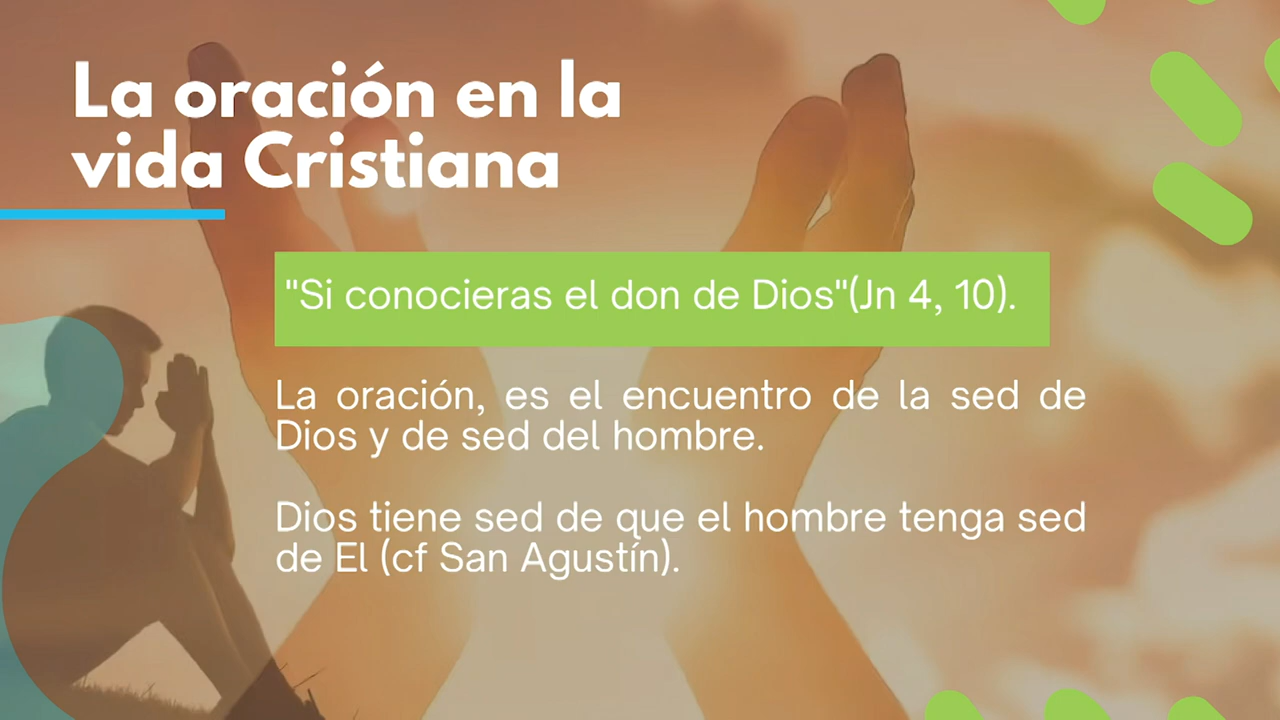 La oración en la
vida Cristiana
"Si conocieras el don de Dios"(Jn 4, 10).
La oración, es el encuentro de la sed de
Dios y de sed del hombre.
Dios tiene sed de que el hombre tenga sed
de El (cf San Agustín).